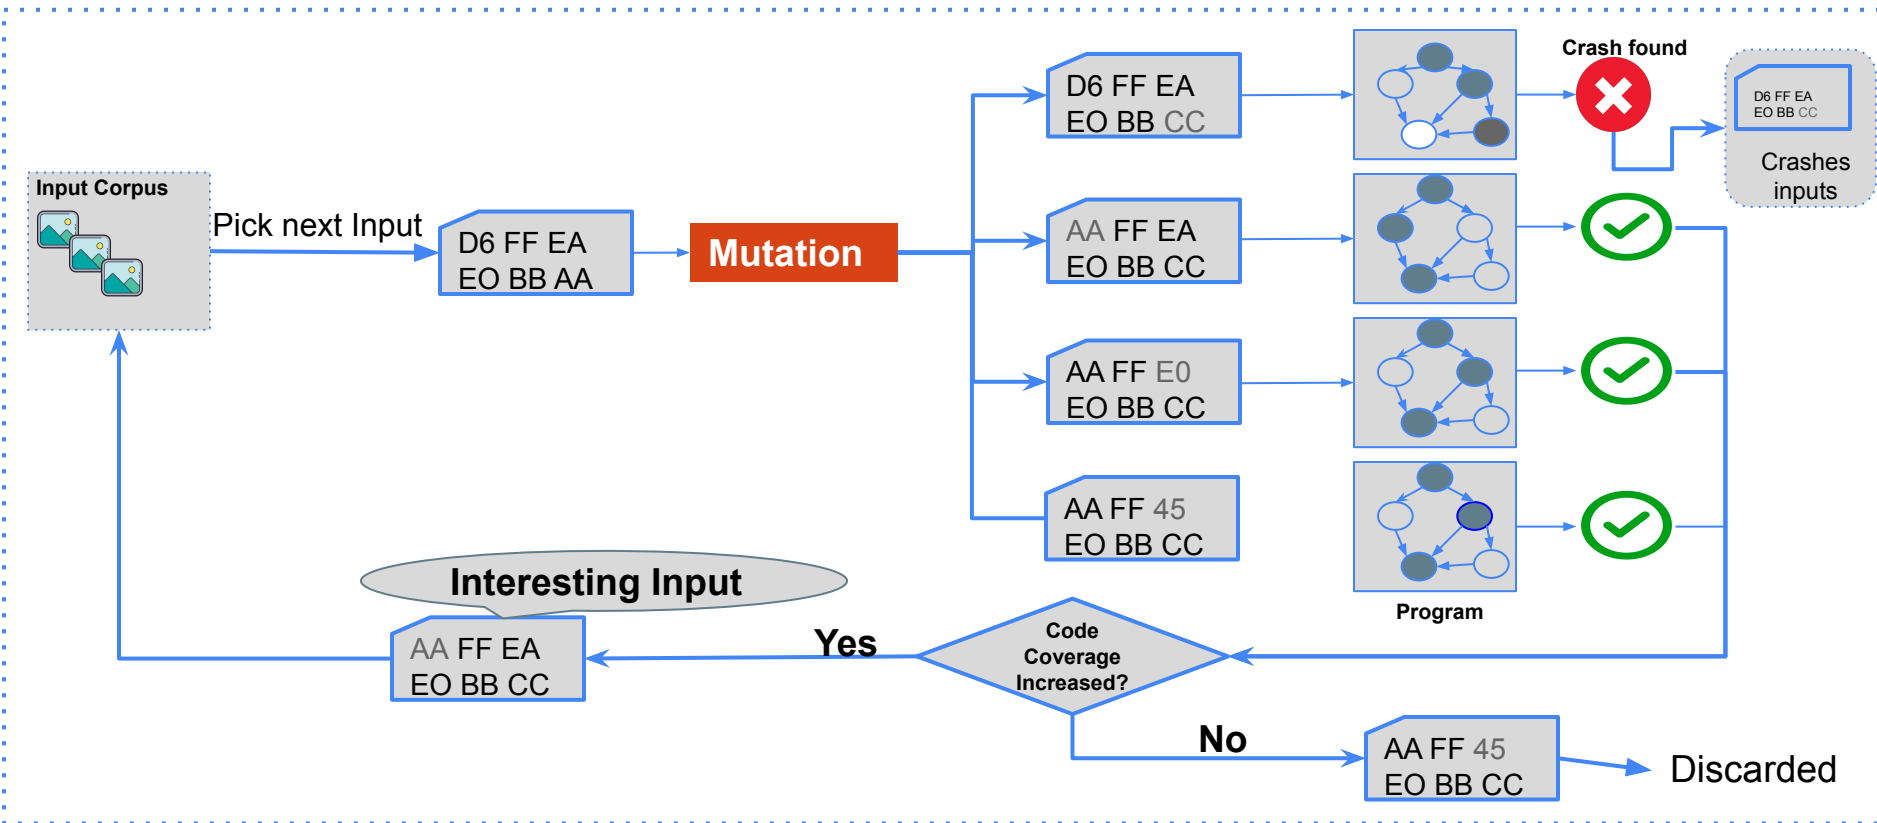 Crash found
D6 FF EA
EO BB CC
D6 FF EA
EO BB CC
Crashes
inputs
Input Corpus
Pick next Input
D6 FF EA
EO BB AA
Mutation
AA FF EA
EO BB CC
AA FF E0
EO BB CC
AA FF 45
EO BB CC
Program
Interesting Input
AA FF EA
EO BB CC
Yes
Code
Coverage
Increased?
No
AA FF 45
EO BB CC
Discarded